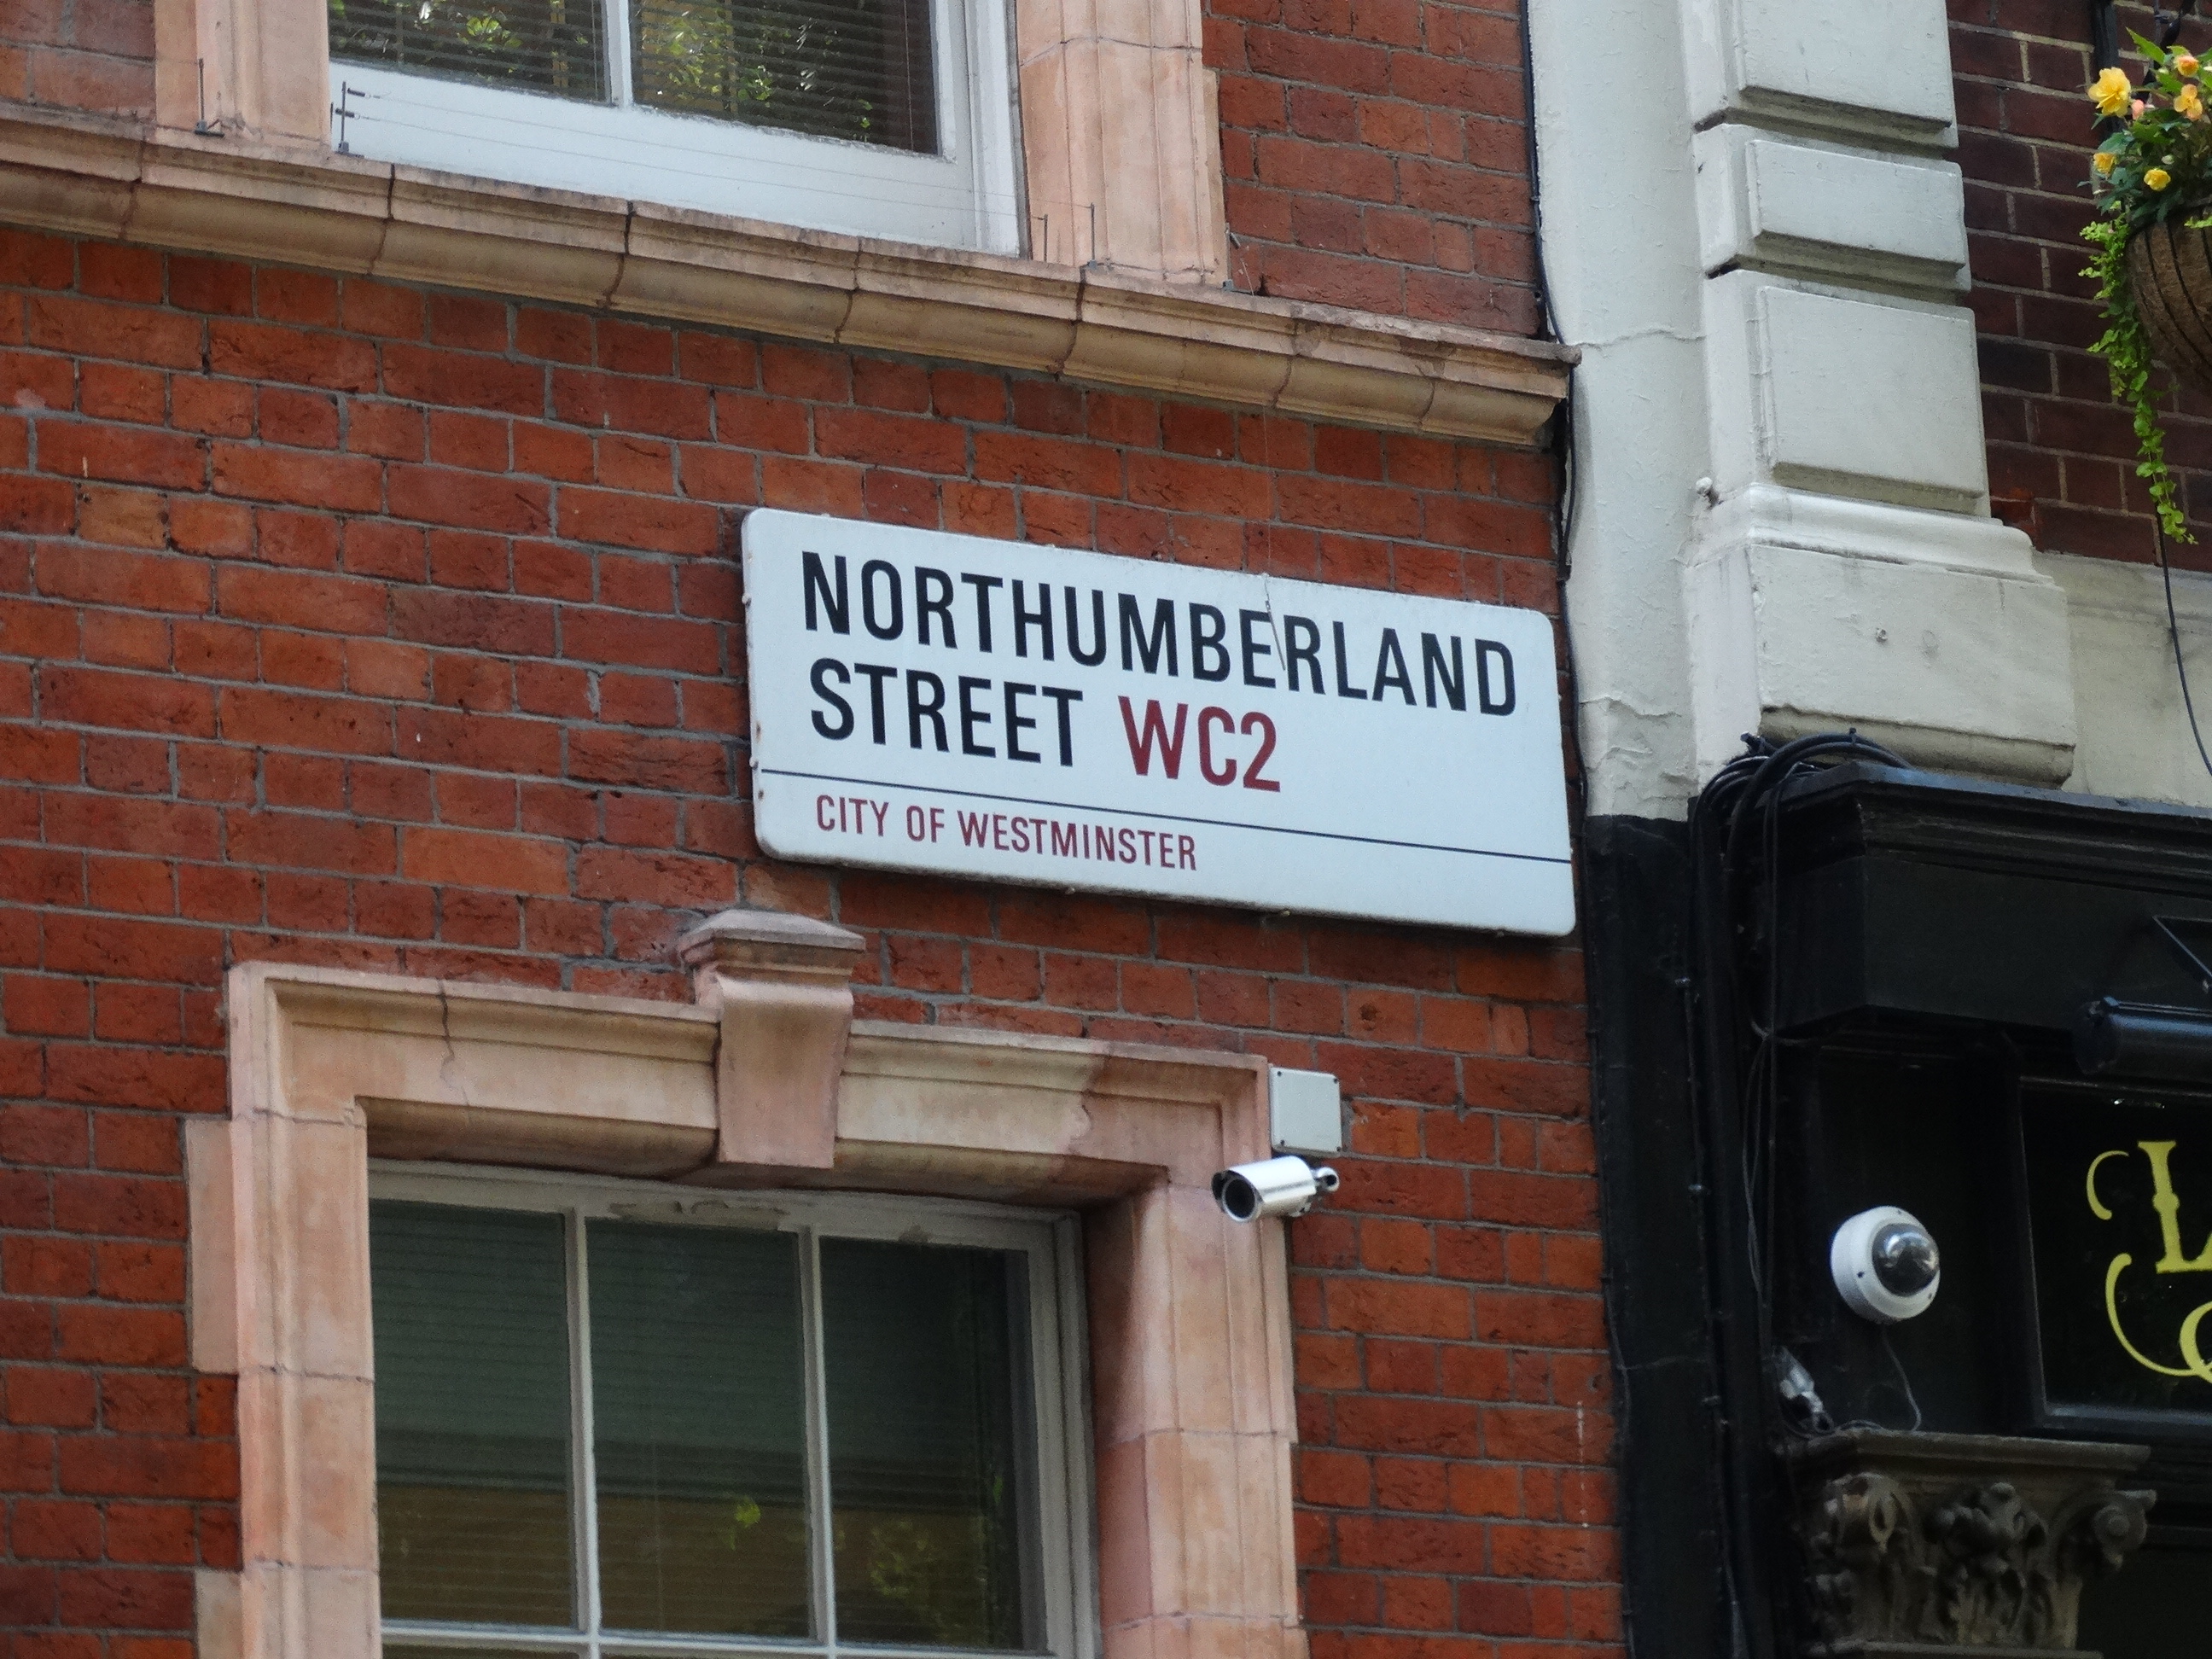 NORTHUMBERLAND
STREET WC2
CITY OF WESTMINSTER